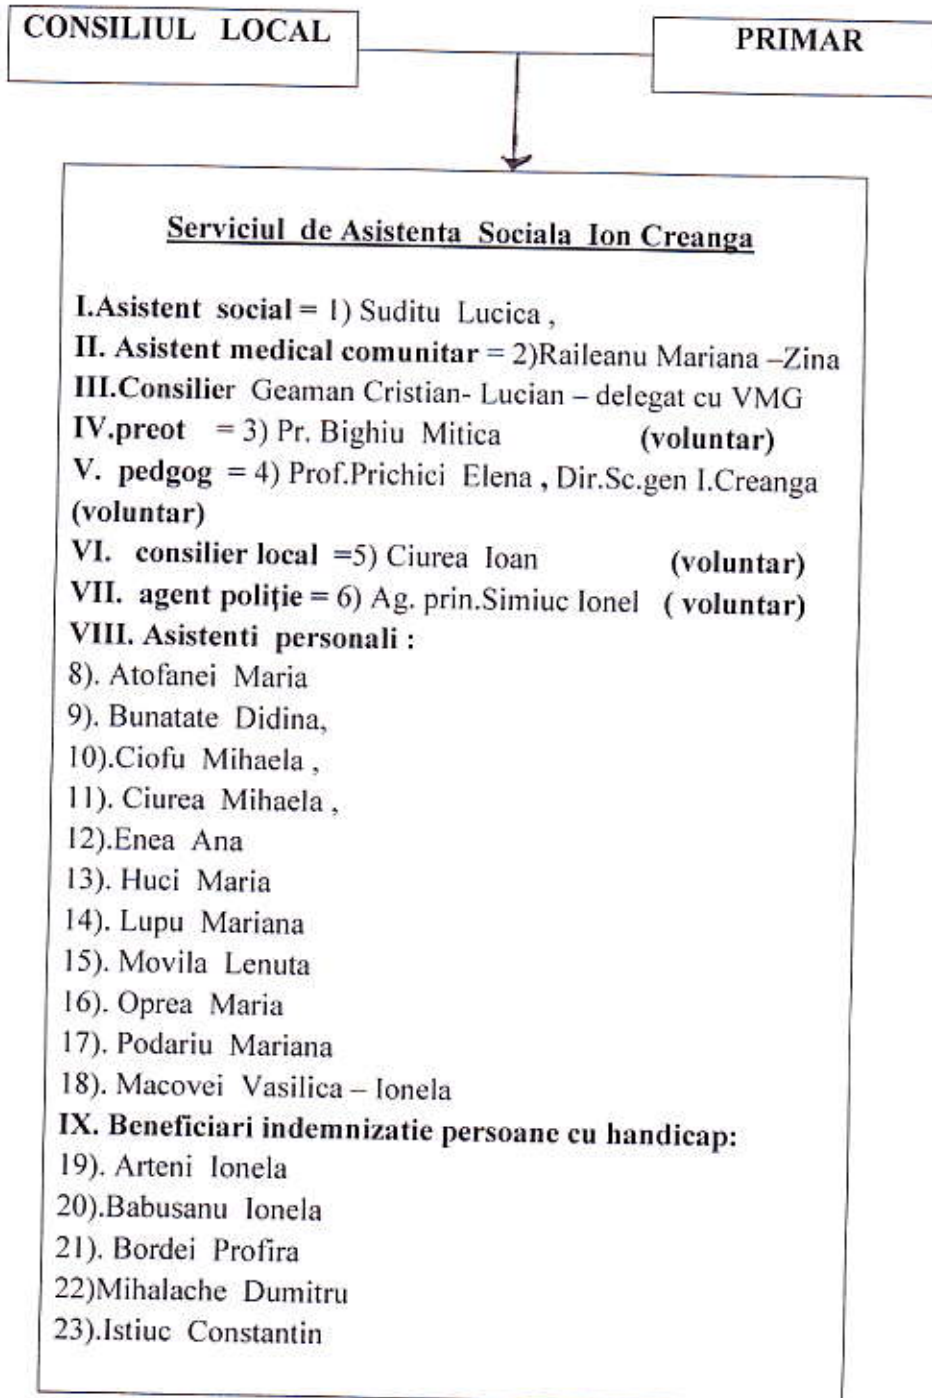 CONSILIUL LOCAL
PRIMAR
Serviciul de Asistenta Sociala Ion Creanga
I.Asistent social = 1) Suditu Lucica ,
II. Asistent medical comunitar = 2)Raileanu Mariana –Zina
III.Consilier Geaman Cristian- Lucian – delegat cu VMG
IV.preot = 3) Pr. Bighiu Mitica (voluntar)
V. pedgog = 4) Prof.Prichici Elena , Dir.Sc.gen I.Creanga
(voluntar)
VI. consilier local =5) Ciurea Ioan (voluntar)
VII. agent poliţie = 6) Ag. prin.Simiuc Ionel ( voluntar)
VIII. Asistenti personali :
8). Atofanei Maria
9). Bunatate Didina,
10).Ciofu Mihaela ,
11). Ciurea Mihaela ,
12).Enea Ana
13). Huci Maria
14). Lupu Mariana
15). Movila Lenuta
16). Oprea Maria
17). Podariu Mariana
18). Macovei Vasilica – Ionela
IX. Beneficiari indemnizatie persoane cu handicap:
19). Arteni Ionela
20).Babusanu Ionela
21). Bordei Profira
22)Mihalache Dumitru
23).Istiuc Constantin